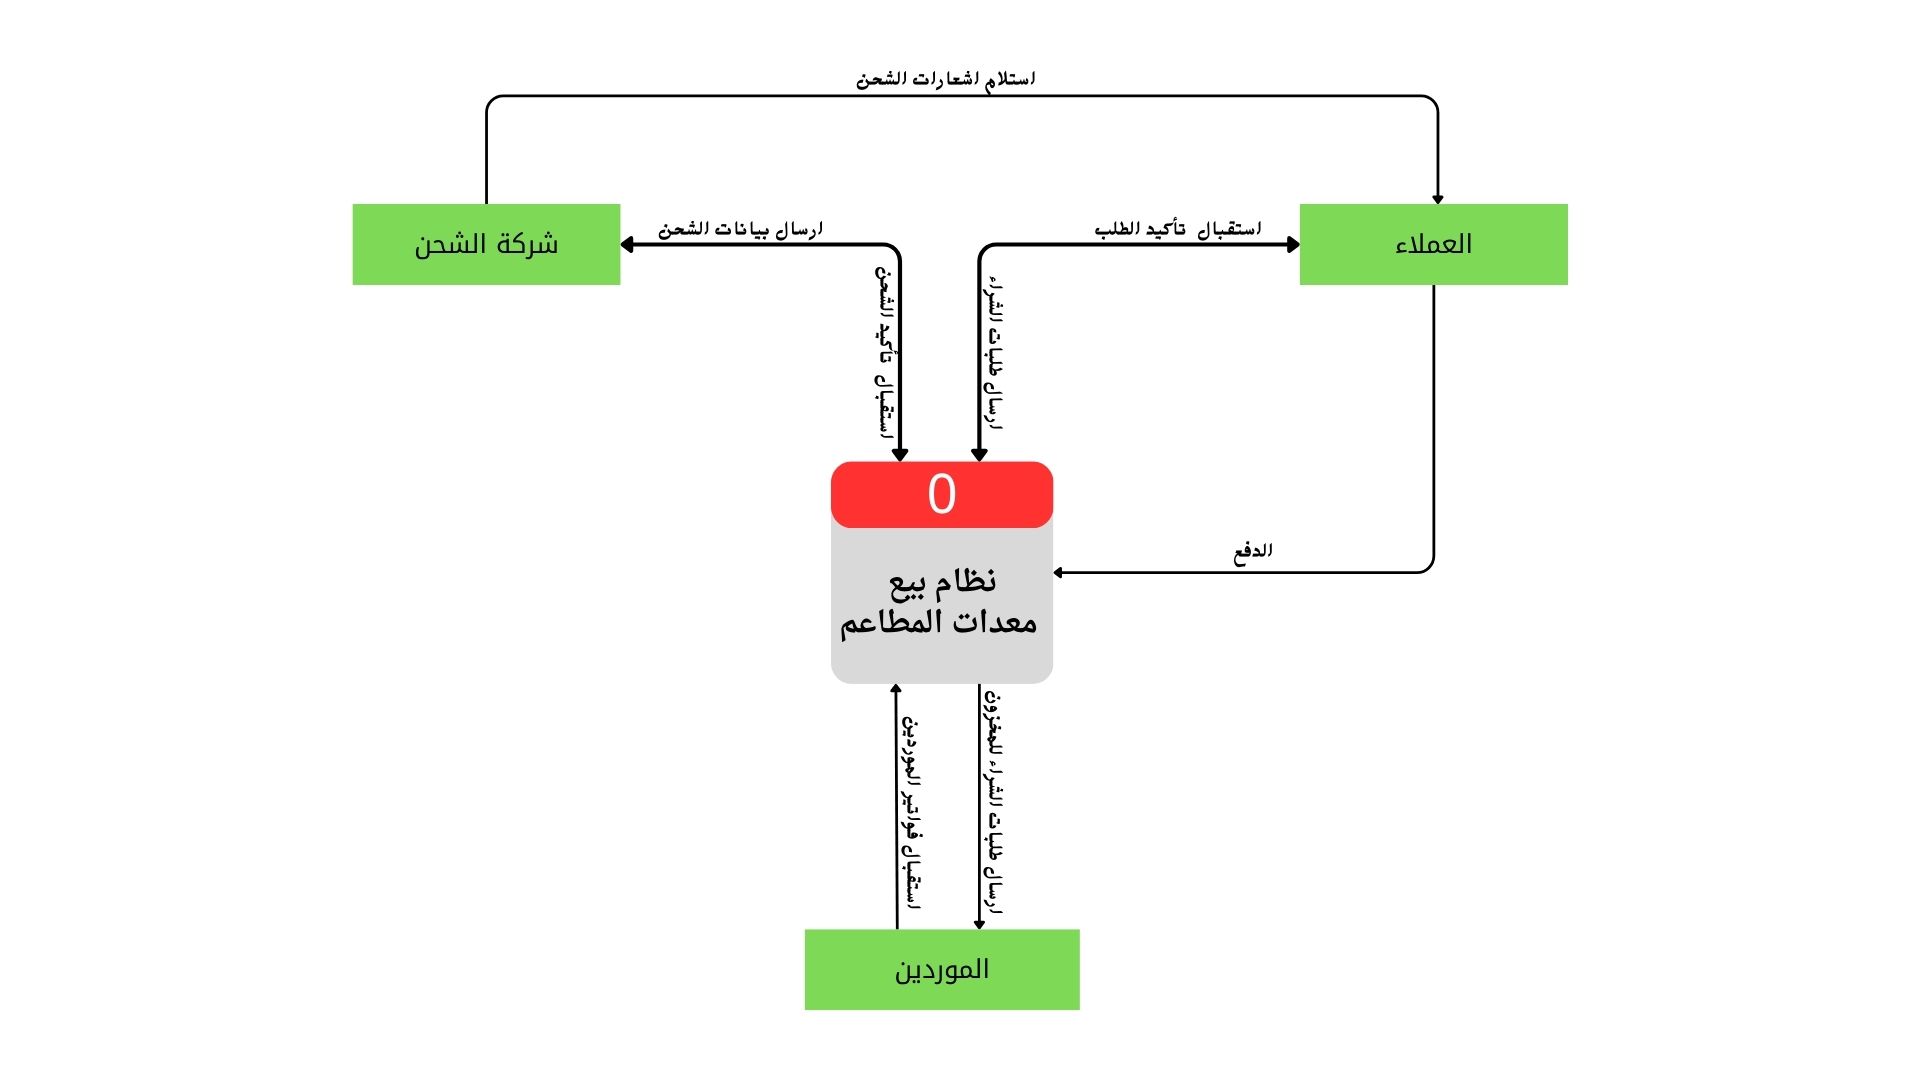 استلام اشعارات الشحن
شركة الشحن
ارسال بيانات الشحن
استقبال تأكيد الطلب
العملاء
استقبال تأكيد الشحن
ارسال طلبات الشراء
0
نظام بيع
معدات المطاعم
الدفع
استقبال فواتير الموردين
ارسال طلبات الشراء للمخزون
الموردين